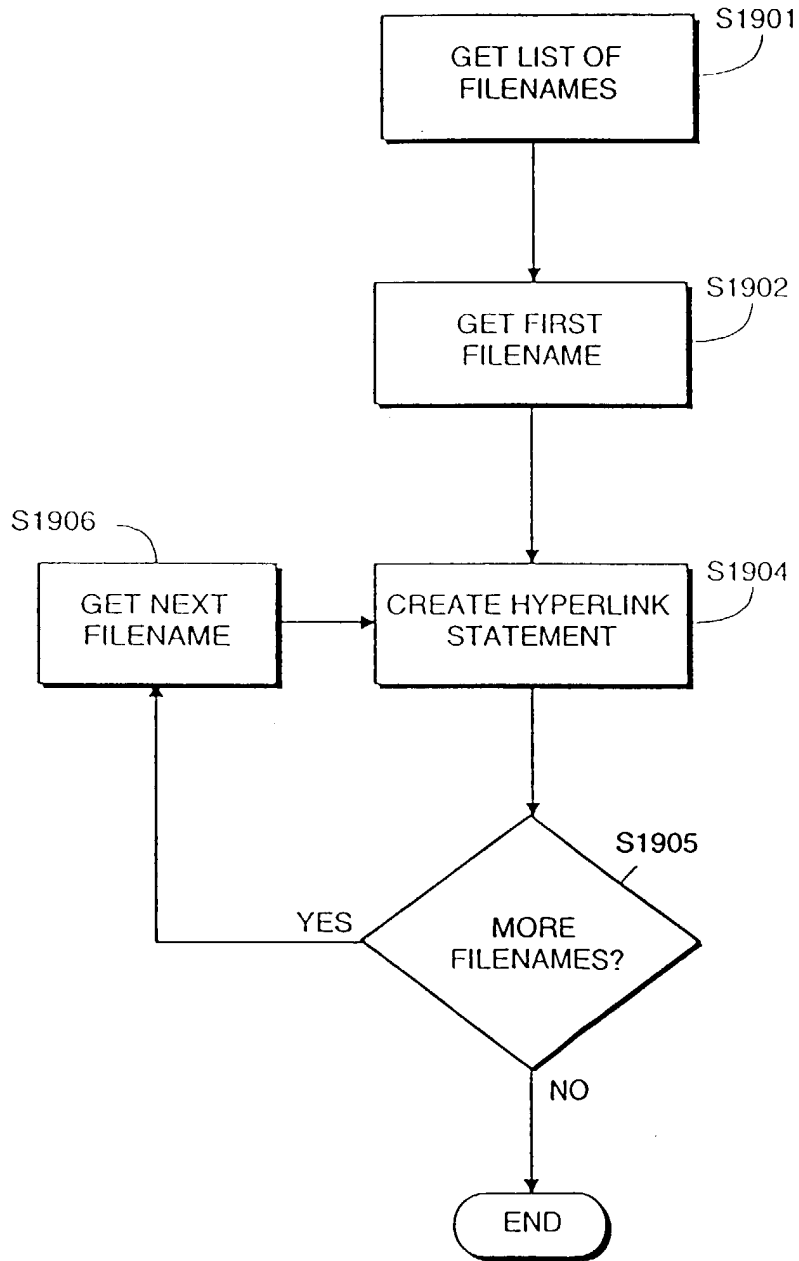 S1901
GET LIST OF
FILENAMES
S1902
GET FIRST
FILENAME
S1906
GET NEXT
FILENAME
S1904
CREATE HYPERLINK
STATEMENT
S1905
MORE
FILENAMES?
YES
NO
END